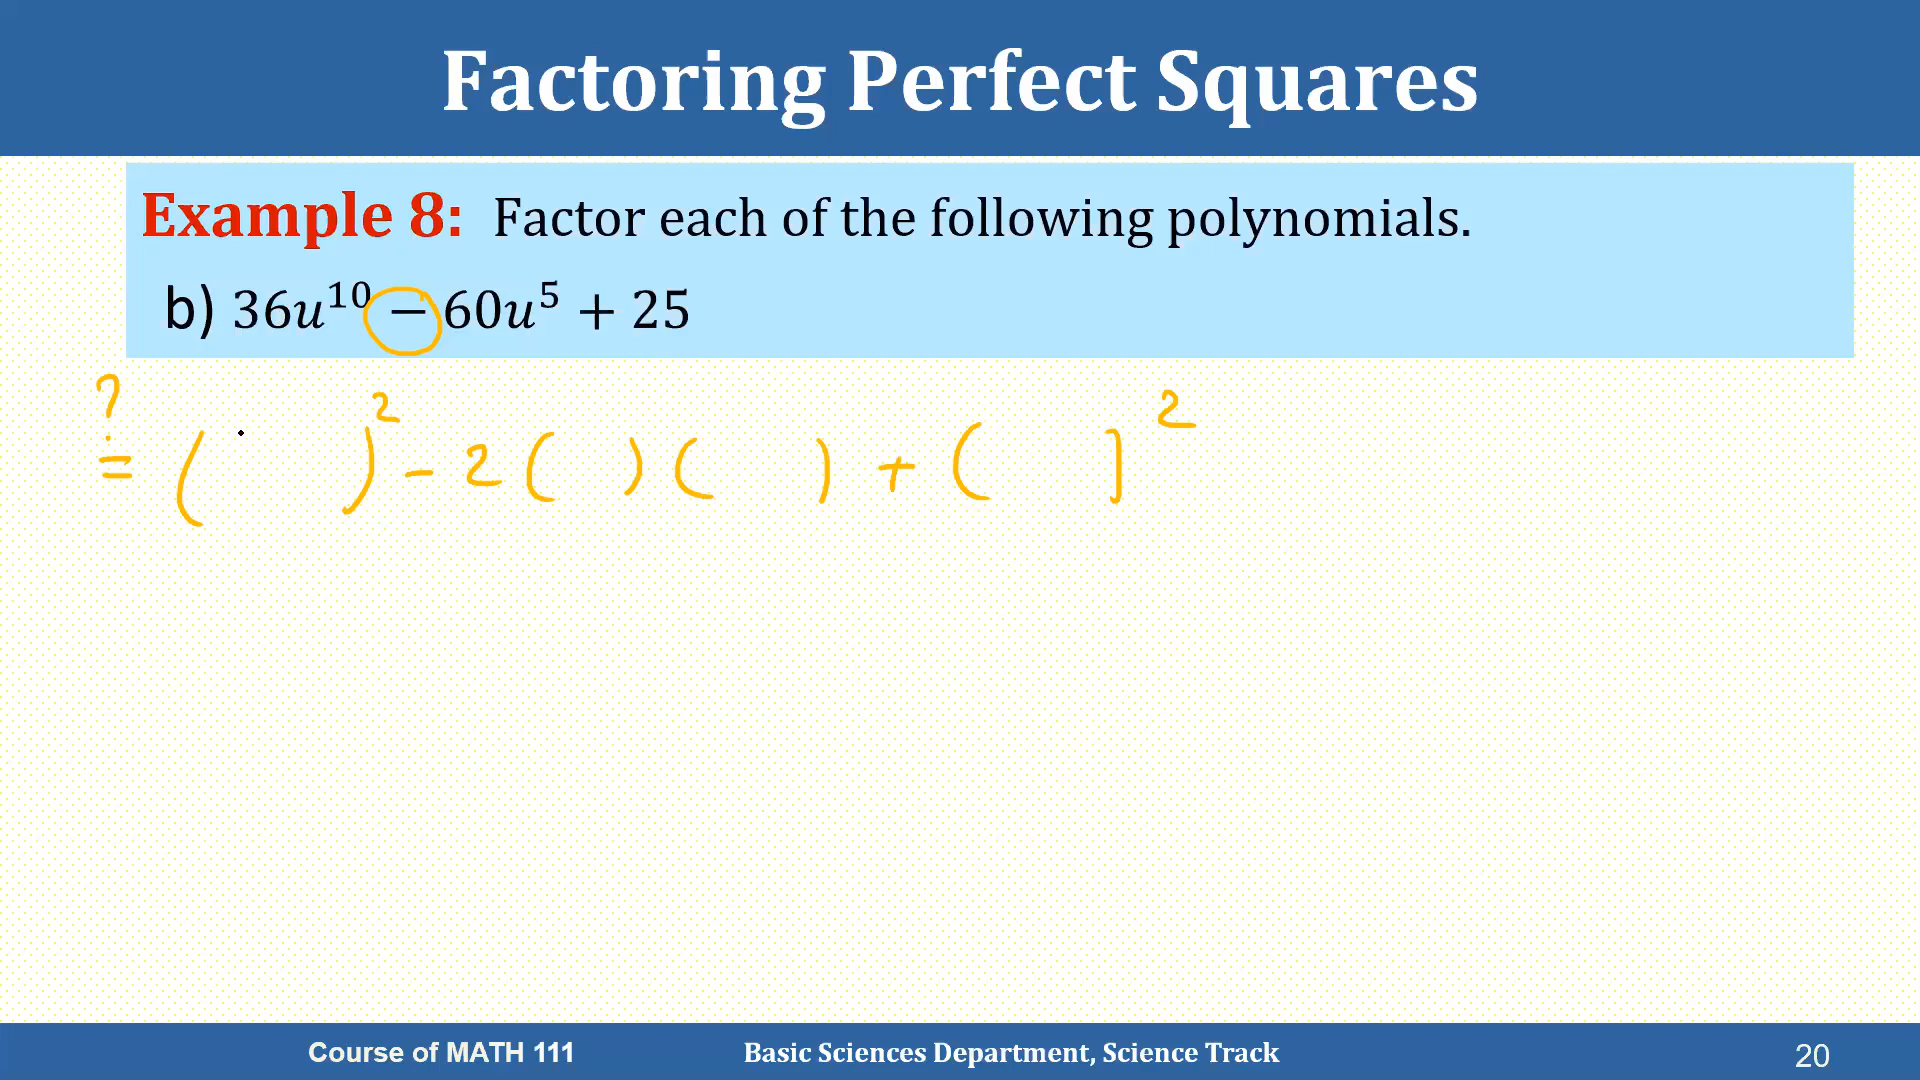 Factoring Perfect Squares
Example 8: Factor each of the following polynomials.
b) 36u¹⁰ − 60u⁵ + 25
?
= ( )² − 2 ( ) ( ) + ( ]²
Course of MATH 111
Basic Sciences Department, Science Track
20